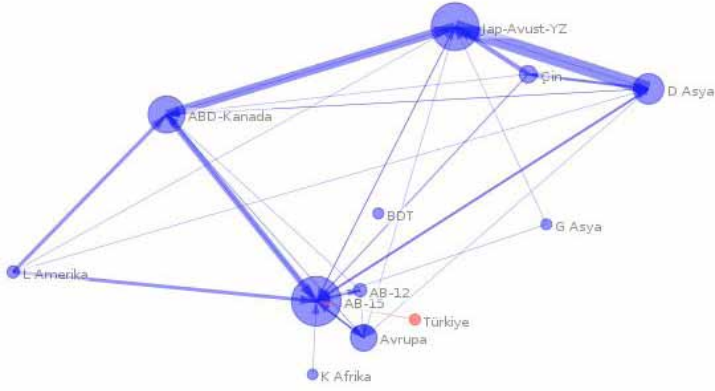 Jap-Avust-YZ
Çin
D Asya
ABD-Kanada
BDT
G Asya
L Amerika
AB-12
AB-15
Türkiye
Avrupa
K Afrika